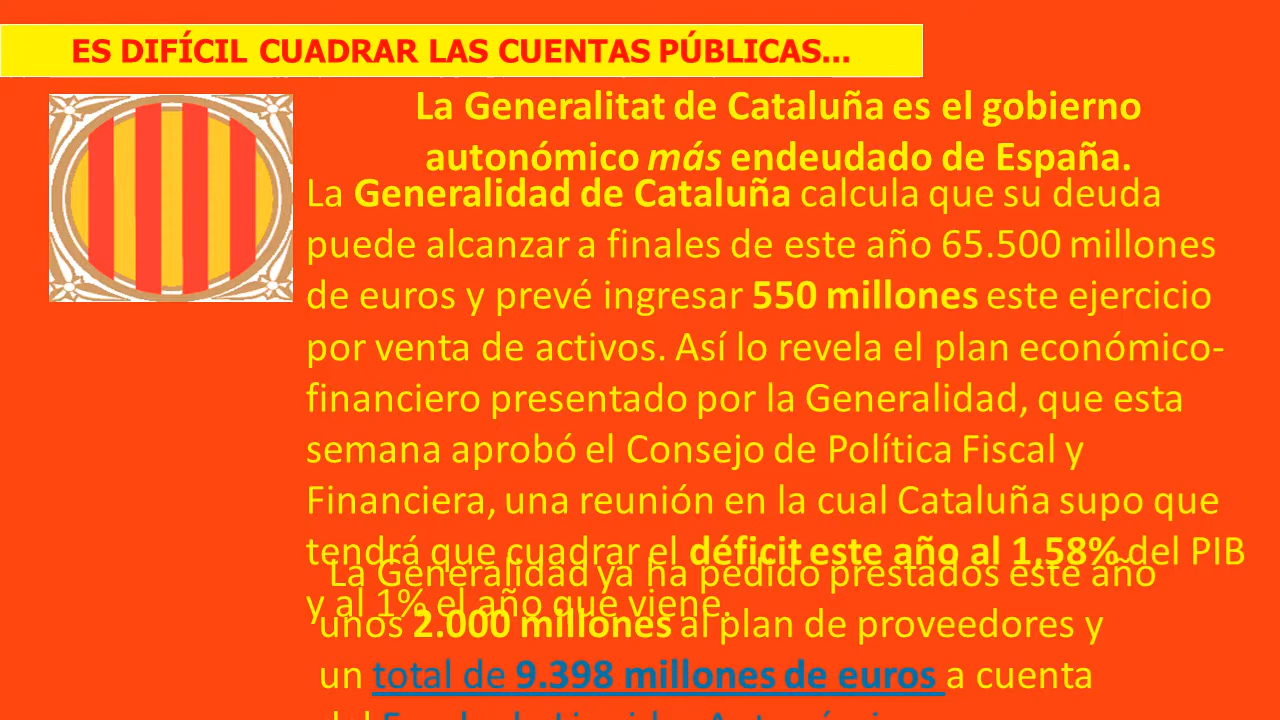 ES DIFÍCIL CUADRAR LAS CUENTAS PÚBLICAS...
La Generalitat de Cataluña es el gobierno
autonómico más endeudado de España.
La Generalidad de Cataluña calcula que su deuda
puede alcanzar a finales de este año 65.500 millones
de euros y prevé ingresar 550 millones este ejercicio
por venta de activos. Así lo revela el plan económico-
financiero presentado por la Generalidad, que esta
semana aprobó el Consejo de Política Fiscal y
Financiera, una reunión en la cual Cataluña supo que
tendrá que cuadrar el déficit este año al 1,58% del PIB
y al 1% el año que viene.
La Generalidad ya ha pedido prestados este año
unos 2.000 millones al plan de proveedores y
un total de 9.398 millones de euros a cuenta